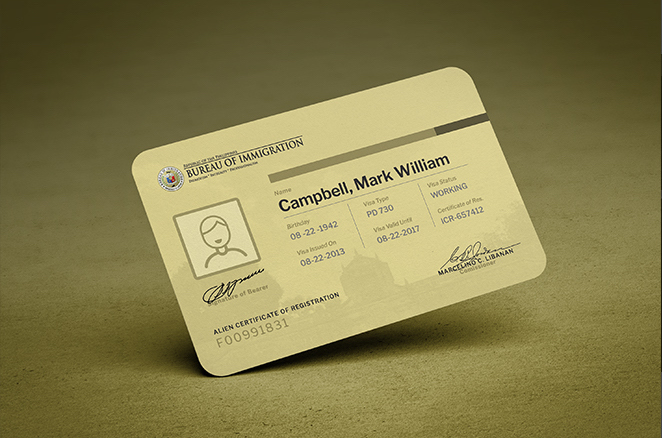 REPUBLIC OF THE PHILIPPINES
BUREAU OF IMMIGRATION
Name
Campbell, Mark William
Birthday
08 -22 -1942
Visa Type
PD 730
Visa Status
WORKING
Visa Issued On
08-22-2013
Visa Valid Until
08-22-2017
Certificate of Res.
ICR-657412
Signature of Bearer
MARCELINO C. LIBANAN
Comissioner
ALIEN CERTIFICATE OF REGISTRATION
F00991831